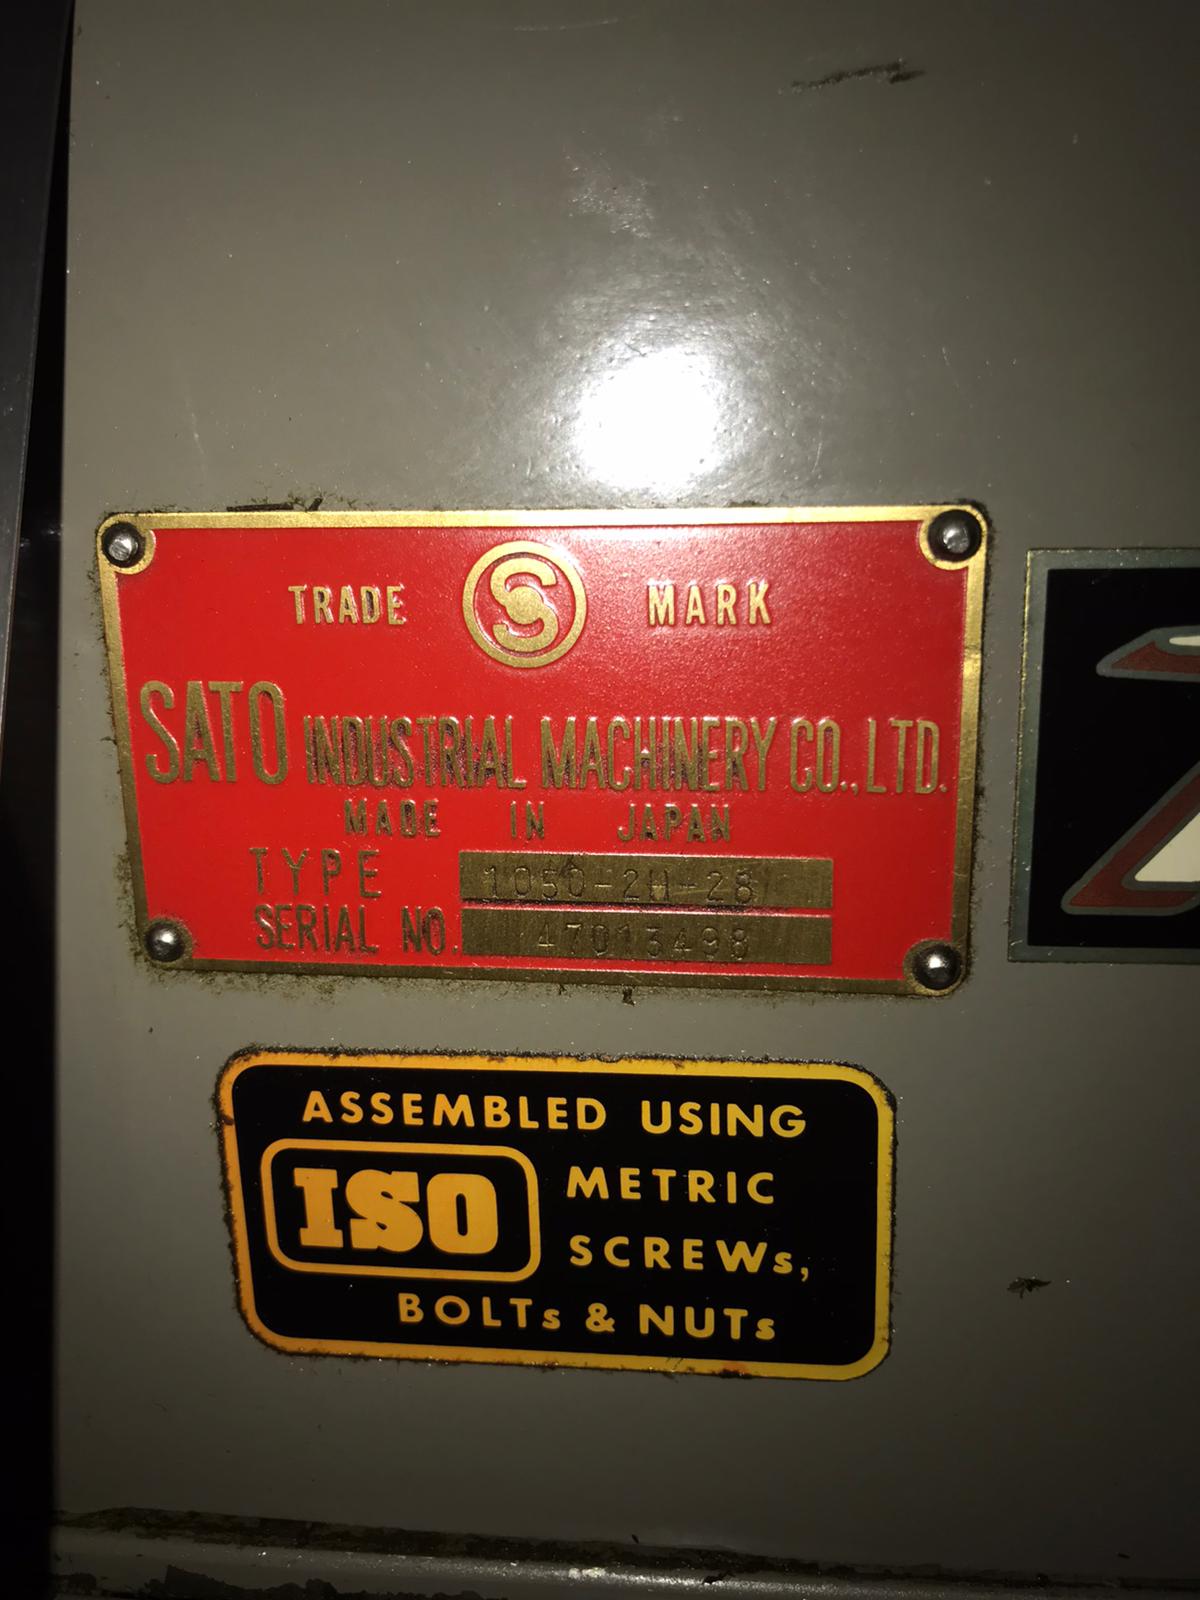 TRADE S MARK
SATO INDUSTRIAL MACHINERY CO., LTD.
MADE IN JAPAN
TYPE 1050-2H-28
SERIAL NO. 47013498
ASSEMBLED USING
ISO METRIC
SCREWs,
BOLTs & NUTs